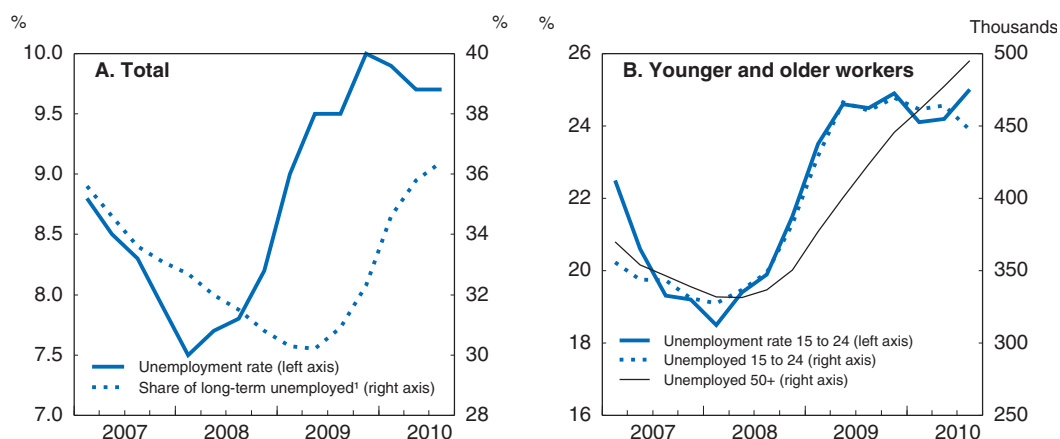 %
%
A. Total
10.0
9.5
9.0
8.5
8.0
7.5
7.0
40
38
36
34
32
30
28
Unemployment rate (left axis)
Share of long-term unemployed¹ (right axis)
2007 2008 2009 2010
%
Thousands
B. Younger and older workers
26
24
22
20
18
16
500
450
400
350
300
250
Unemployment rate 15 to 24 (left axis)
Unemployed 15 to 24 (right axis)
Unemployed 50+ (right axis)
2007 2008 2009 2010